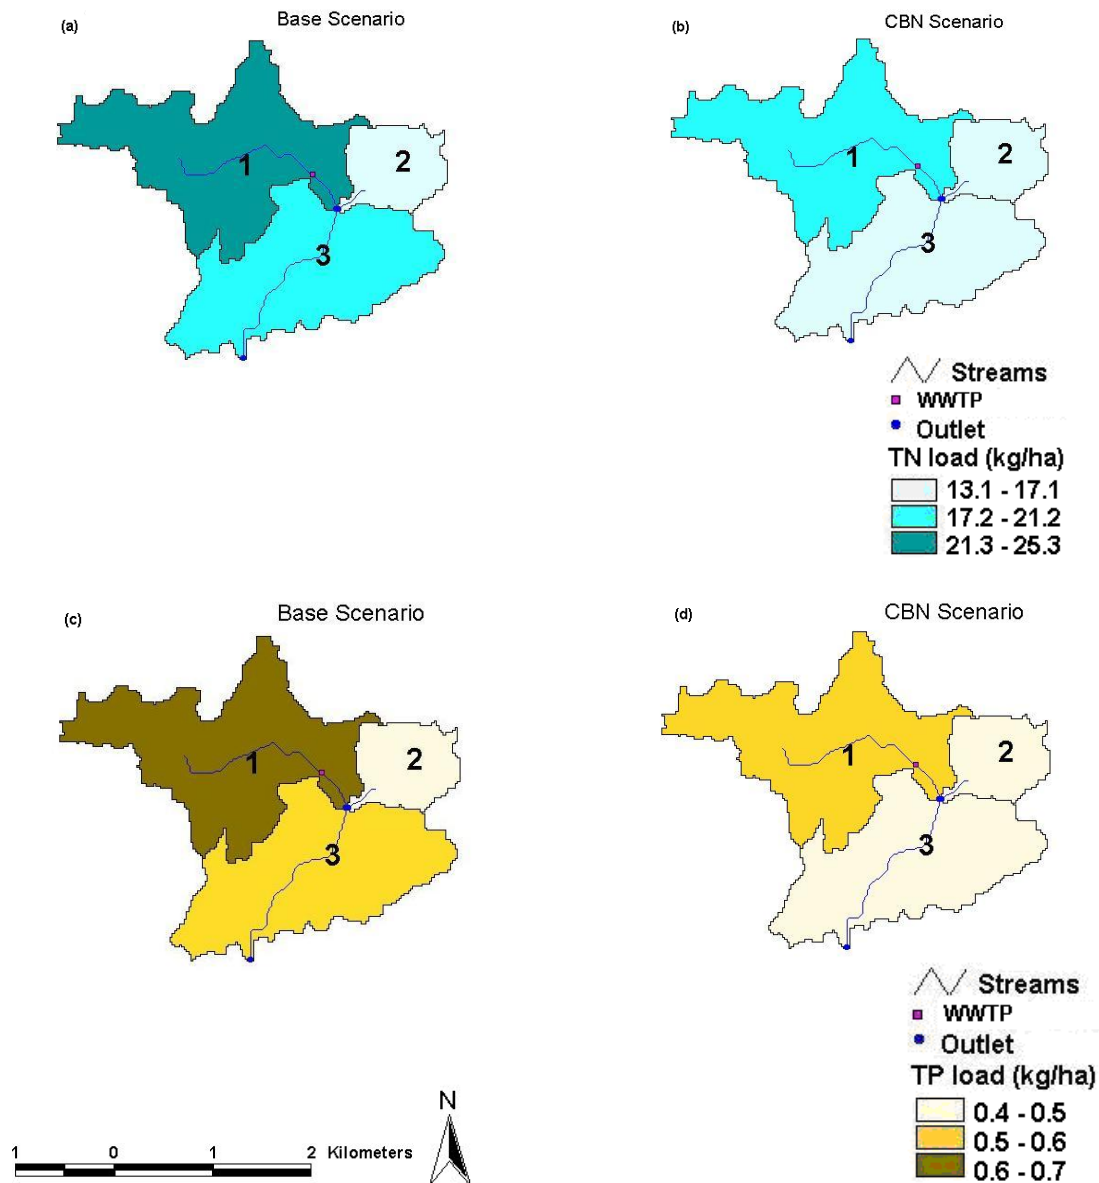 (a)
Base Scenario
1
2
3
(b)
CBN Scenario
1
2
3
Streams
WWTP
Outlet
TN load (kg/ha)
13.1 - 17.1
17.2 - 21.2
21.3 - 25.3
(c)
Base Scenario
1
2
3
(d)
CBN Scenario
1
2
3
Streams
WWTP
Outlet
TP load (kg/ha)
0.4 - 0.5
0.5 - 0.6
0.6 - 0.7
1 0 1 2 Kilometers
N